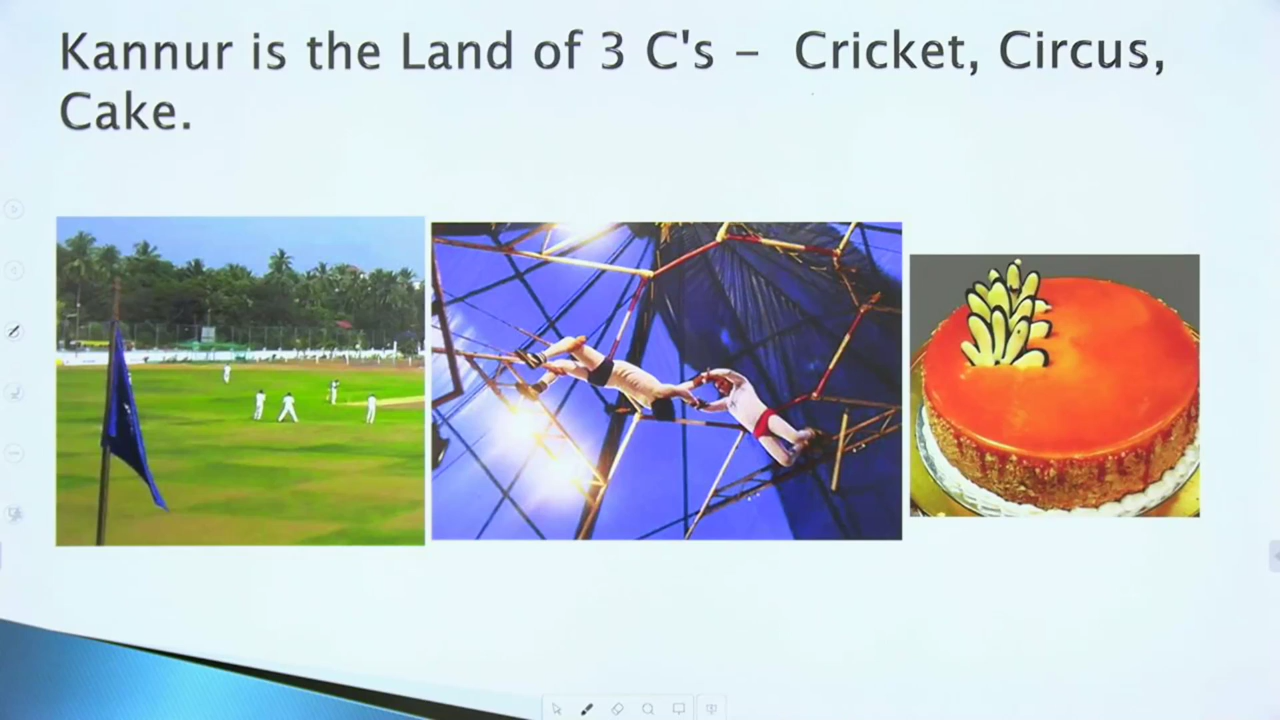 Kannur is the Land of 3 C's – Cricket, Circus,
Cake.